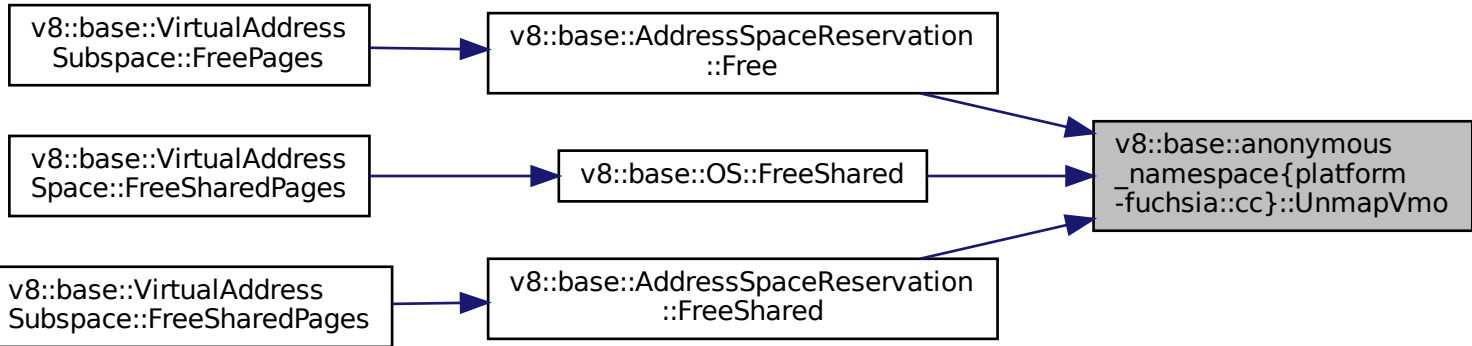 v8::base::VirtualAddress
Subspace::FreePages
v8::base::AddressSpaceReservation
::Free
v8::base::VirtualAddress
Space::FreeSharedPages
v8::base::OS::FreeShared
v8::base::anonymous
_namespace{platform
-fuchsia::cc}::UnmapVmo
v8::base::VirtualAddress
Subspace::FreeSharedPages
v8::base::AddressSpaceReservation
::FreeShared